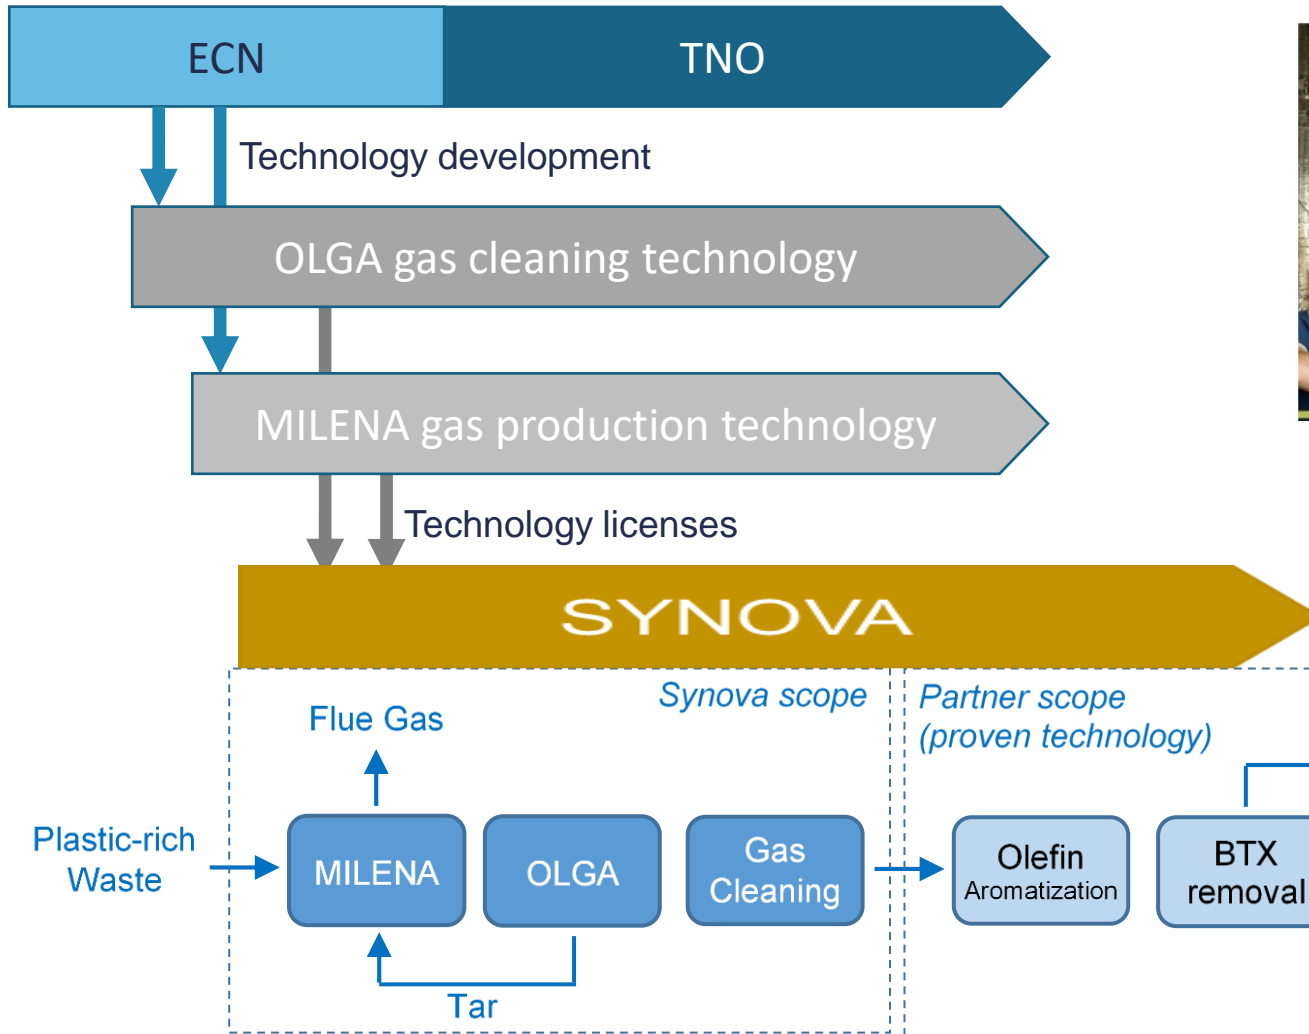 ECN
TNO
Technology development
OLGA gas cleaning technology
MILENA gas production technology
Technology licenses
SYNOVA
Synova scope
Partner scope
(proven technology)
Flue Gas
Plastic-rich
Waste
MILENA
OLGA
Gas
Cleaning
Olefin
Aromatization
BTX
removal
Tar